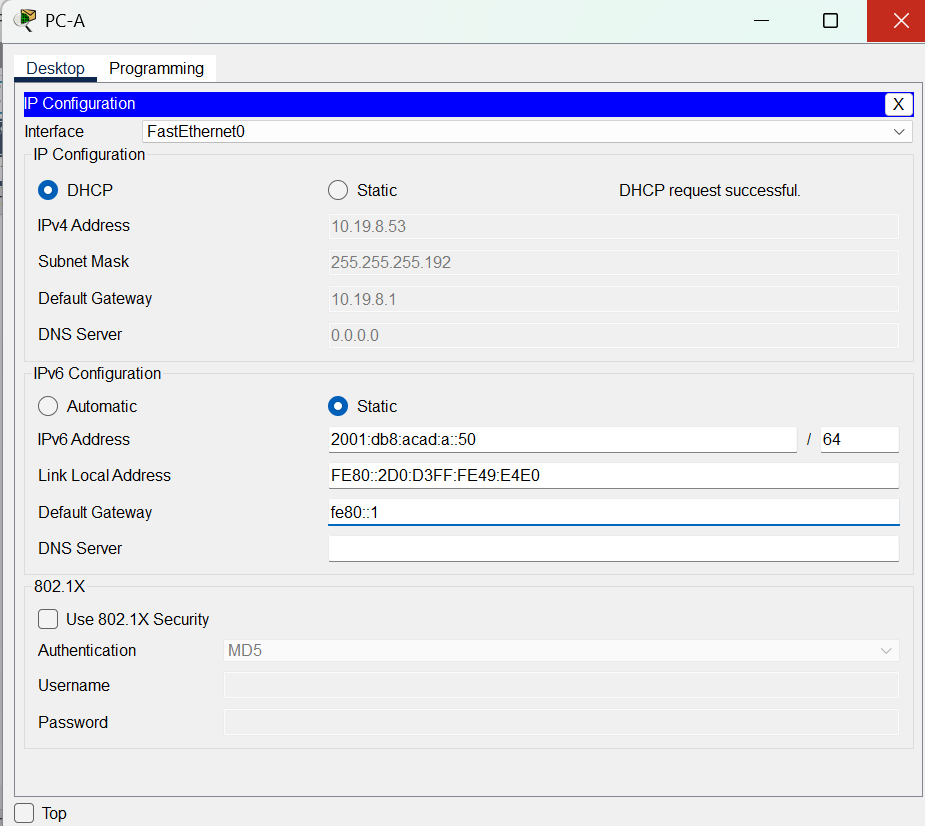 PC-A
Desktop Programming
IP Configuration X
Interface FastEthernet0
IP Configuration
DHCP Static DHCP request successful.
IPv4 Address 10.19.8.53
Subnet Mask 255.255.255.192
Default Gateway 10.19.8.1
DNS Server 0.0.0.0
IPv6 Configuration
Automatic Static
IPv6 Address 2001:db8:acad:a::50 / 64
Link Local Address FE80::2D0:D3FF:FE49:E4E0
Default Gateway fe80::1
DNS Server
802.1X
Use 802.1X Security
Authentication MD5
Username
Password
Top